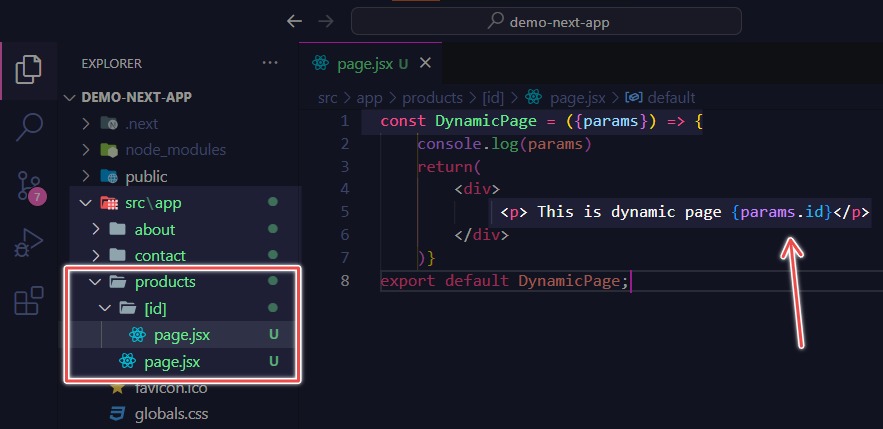 demo-next-app
EXPLORER
DEMO-NEXT-APP
.next
node_modules
public
src\app
about
contact
products
[id]
page.jsx U
page.jsx U
favicon.ico
globals.css
7
page.jsx U
src > app > products > [id] > page.jsx > default
1 const DynamicPage = ({params}) => {
2 console.log(params)
3 return(
4 <div>
5 <p> This is dynamic page {params.id}</p>
6 </div>
7 )}
8 export default DynamicPage;